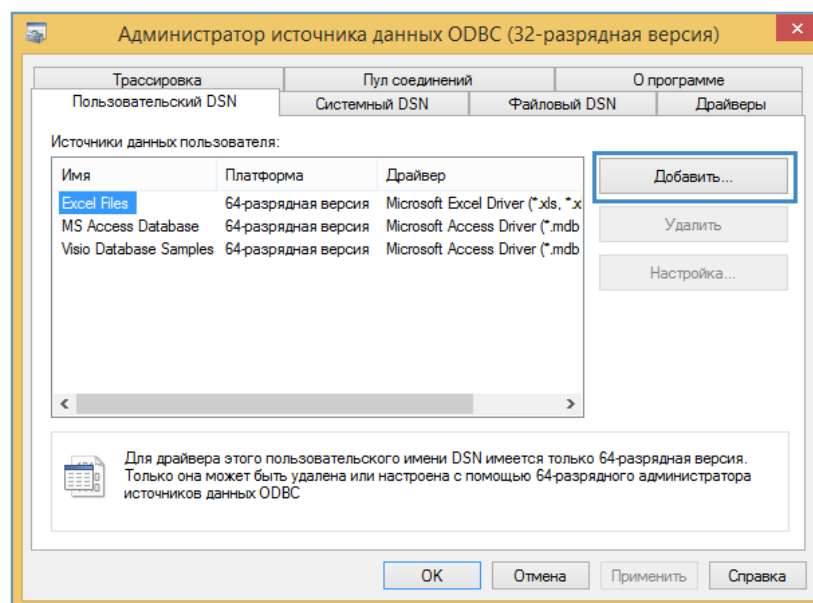 Администратор источника данных ODBC (32-разрядная версия)
Трассировка Пул соединений О программе
Пользовательский DSN Системный DSN Файловый DSN Драйверы
Источники данных пользователя:
Имя Платформа Драйвер
Добавить...
Excel Files 64-разрядная версия Microsoft Excel Driver (*.xls, *.x
MS Access Database 64-разрядная версия Microsoft Access Driver (*.mdb
Удалить
Visio Database Samples 64-разрядная версия Microsoft Access Driver (*.mdb
Настройка...
Для драйвера этого пользовательского имени DSN имеется только 64-разрядная версия.
Только она может быть удалена или настроена с помощью 64-разрядного администратора
источников данных ODBC
OK Отмена Применить Справка